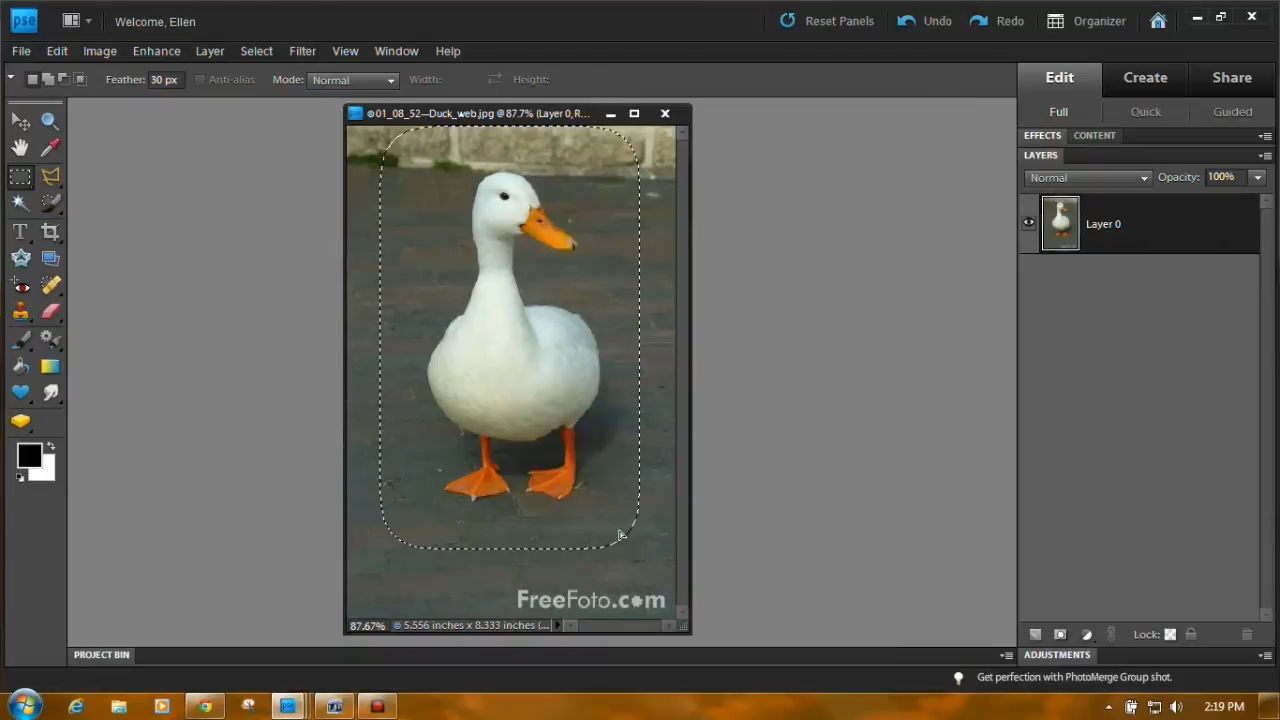 pse Welcome, Ellen Reset Panels Undo Redo Organizer
File Edit Image Enhance Layer Select Filter View Window Help
Feather: 30 px Anti-alias Mode: Normal Width: Height:
Edit Create Share
Full Quick Guided
01_08_52---Duck_web.jpg @ 87.7% (Layer 0,R...
EFFECTS CONTENT
LAYERS
Normal Opacity: 100%
Layer 0
T
FreeFoto.com
87.67% 5.556 inches x 8.333 inches (...
Lock:
PROJECT BIN
ADJUSTMENTS
Get perfection with PhotoMerge Group shot.
pse
2:19 PM